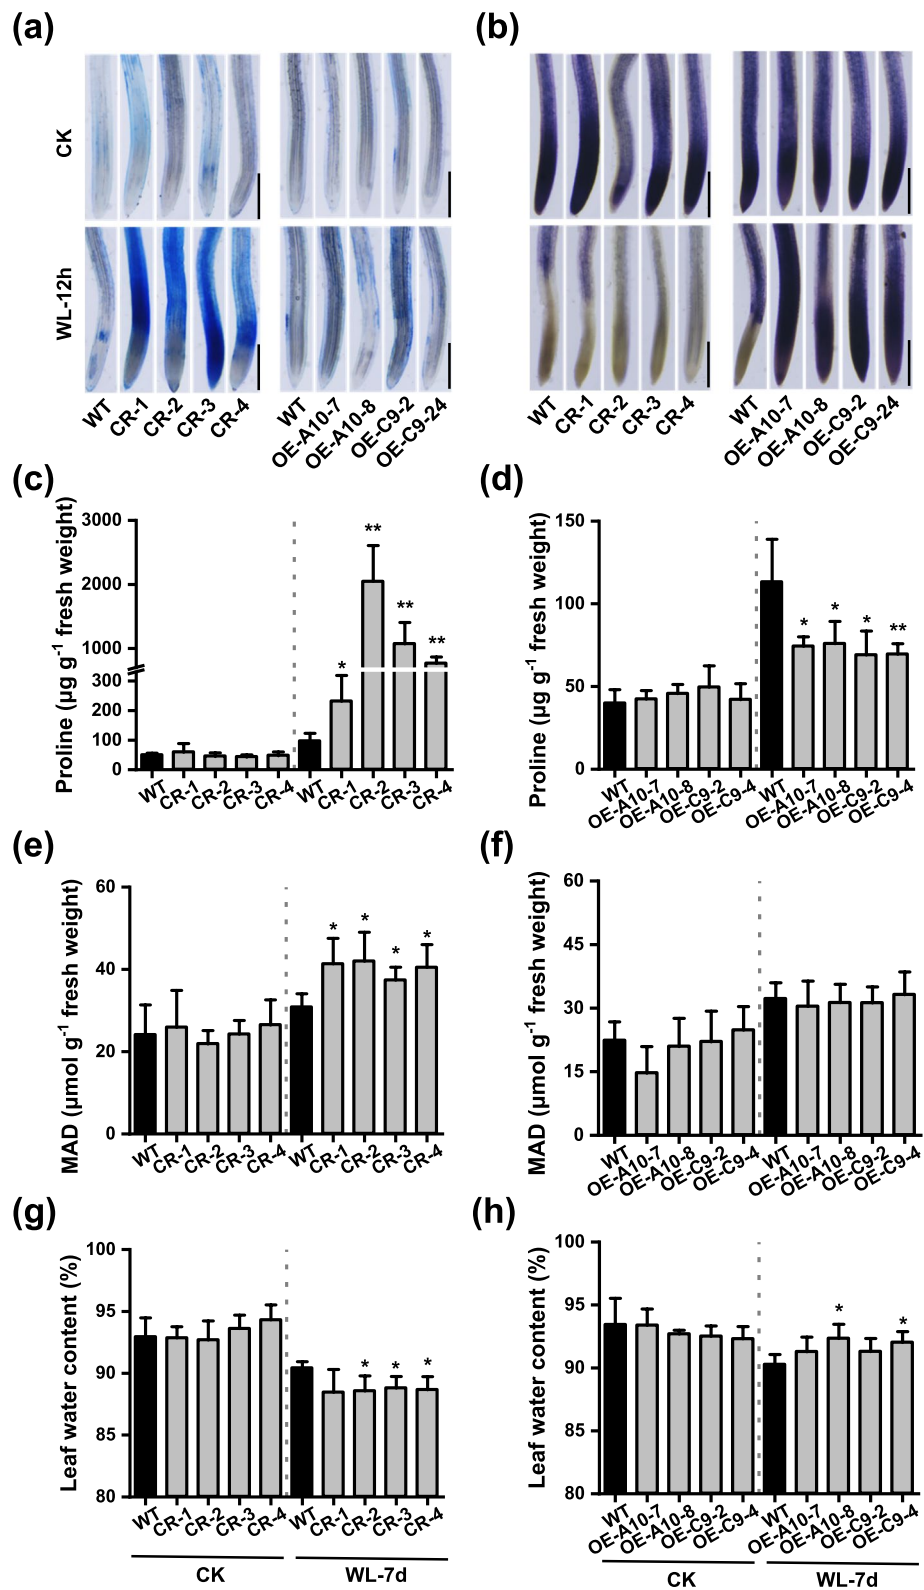 (a)
(b)
CK
WL-12h
WT
CR-1
CR-2
CR-3
CR-4
WT
OE-A10-7
OE-A10-8
OE-C9-2
OE-C9-24
WT
CR-1
CR-2
CR-3
CR-4
WT
OE-A10-7
OE-A10-8
OE-C9-2
OE-C9-24
(c)
Proline (μg g⁻¹ fresh weight)
3000
2000
1000
300
200
100
0
*
**
**
**
WT
CR-1
CR-2
CR-3
CR-4
WT
CR-1
CR-2
CR-3
CR-4
(d)
Proline (μg g⁻¹ fresh weight)
150
100
50
0
*
*
*
**
WT
OE-A10-7
OE-A10-8
OE-C9-2
OE-C9-4
WT
OE-A10-7
OE-A10-8
OE-C9-2
OE-C9-4
(e)
MAD (μmol g⁻¹ fresh weight)
60
40
20
0
*
*
*
*
WT
CR-1
CR-2
CR-3
CR-4
WT
CR-1
CR-2
CR-3
CR-4
(f)
MAD (μmol g⁻¹ fresh weight)
60
45
30
15
0
WT
OE-A10-7
OE-A10-8
OE-C9-2
OE-C9-4
WT
OE-A10-7
OE-A10-8
OE-C9-2
OE-C9-4
(g)
Leaf water content (%)
100
95
90
85
80
*
*
*
WT
CR-1
CR-2
CR-3
CR-4
WT
CR-1
CR-2
CR-3
CR-4
CK
WL-7d
(h)
Leaf water content (%)
100
95
90
85
80
*
*
WT
OE-A10-7
OE-A10-8
OE-C9-2
OE-C9-4
WT
OE-A10-7
OE-A10-8
OE-C9-2
OE-C9-4
CK
WL-7d